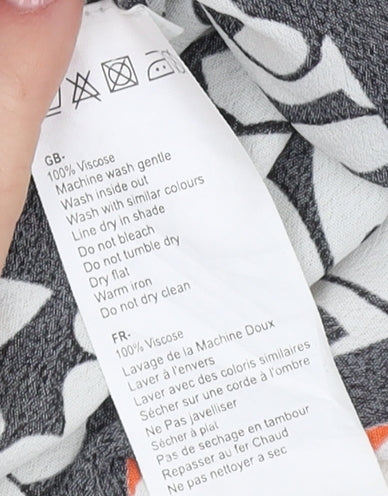 GB-
100% Viscose
Machine wash gentle
Wash inside out
Wash with similar colours
Line dry in shade
Do not bleach
Do not tumble dry
Dry flat
Warm iron
Do not dry clean
FR-
100% Viscose
Lavage de la Machine Doux
Laver à l'envers
Laver avec des coloris similaires
Sécher sur une corde à l'ombre
Ne Pas javelliser
Sécher à plat
Pas de sechage en tambour
Repasser au fer Chaud
Ne pas nettoyer a sec